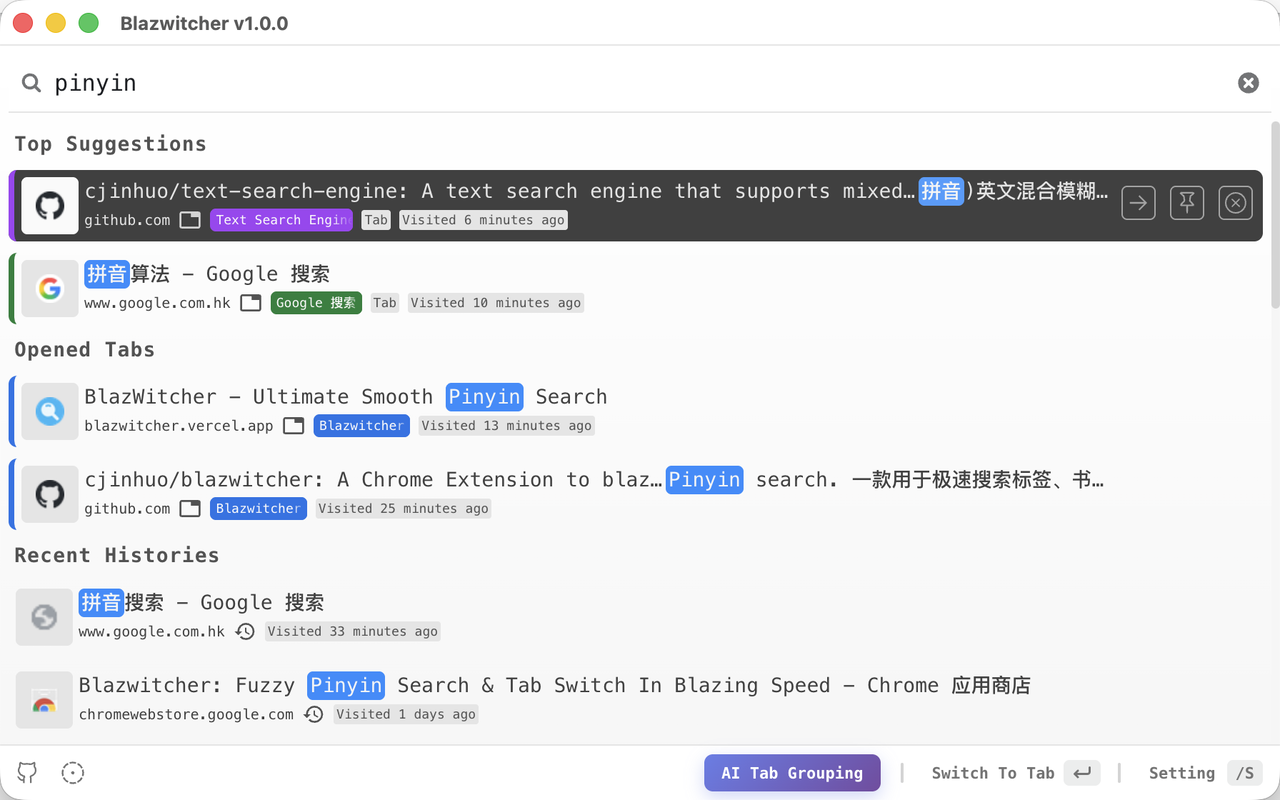 Blazwitcher v1.0.0
pinyin
Top Suggestions
cjinhuo/text-search-engine: A text search engine that supports mixed…拼音)英文混合模糊…
github.com Text Search Engin Tab Visited 6 minutes ago
拼音算法 - Google 搜索
www.google.com.hk Google 搜索 Tab Visited 10 minutes ago
Opened Tabs
BlazWitcher - Ultimate Smooth Pinyin Search
blazwitcher.vercel.app Blazwitcher Visited 13 minutes ago
cjinhuo/blazwitcher: A Chrome Extension to blaz…Pinyin search. 一款用于极速搜索标签、书…
github.com Blazwitcher Visited 25 minutes ago
Recent Histories
拼音搜索 - Google 搜索
www.google.com.hk Visited 33 minutes ago
Blazwitcher: Fuzzy Pinyin Search & Tab Switch In Blazing Speed - Chrome 应用商店
chromewebstore.google.com Visited 1 days ago
AI Tab Grouping | Switch To Tab | Setting /S